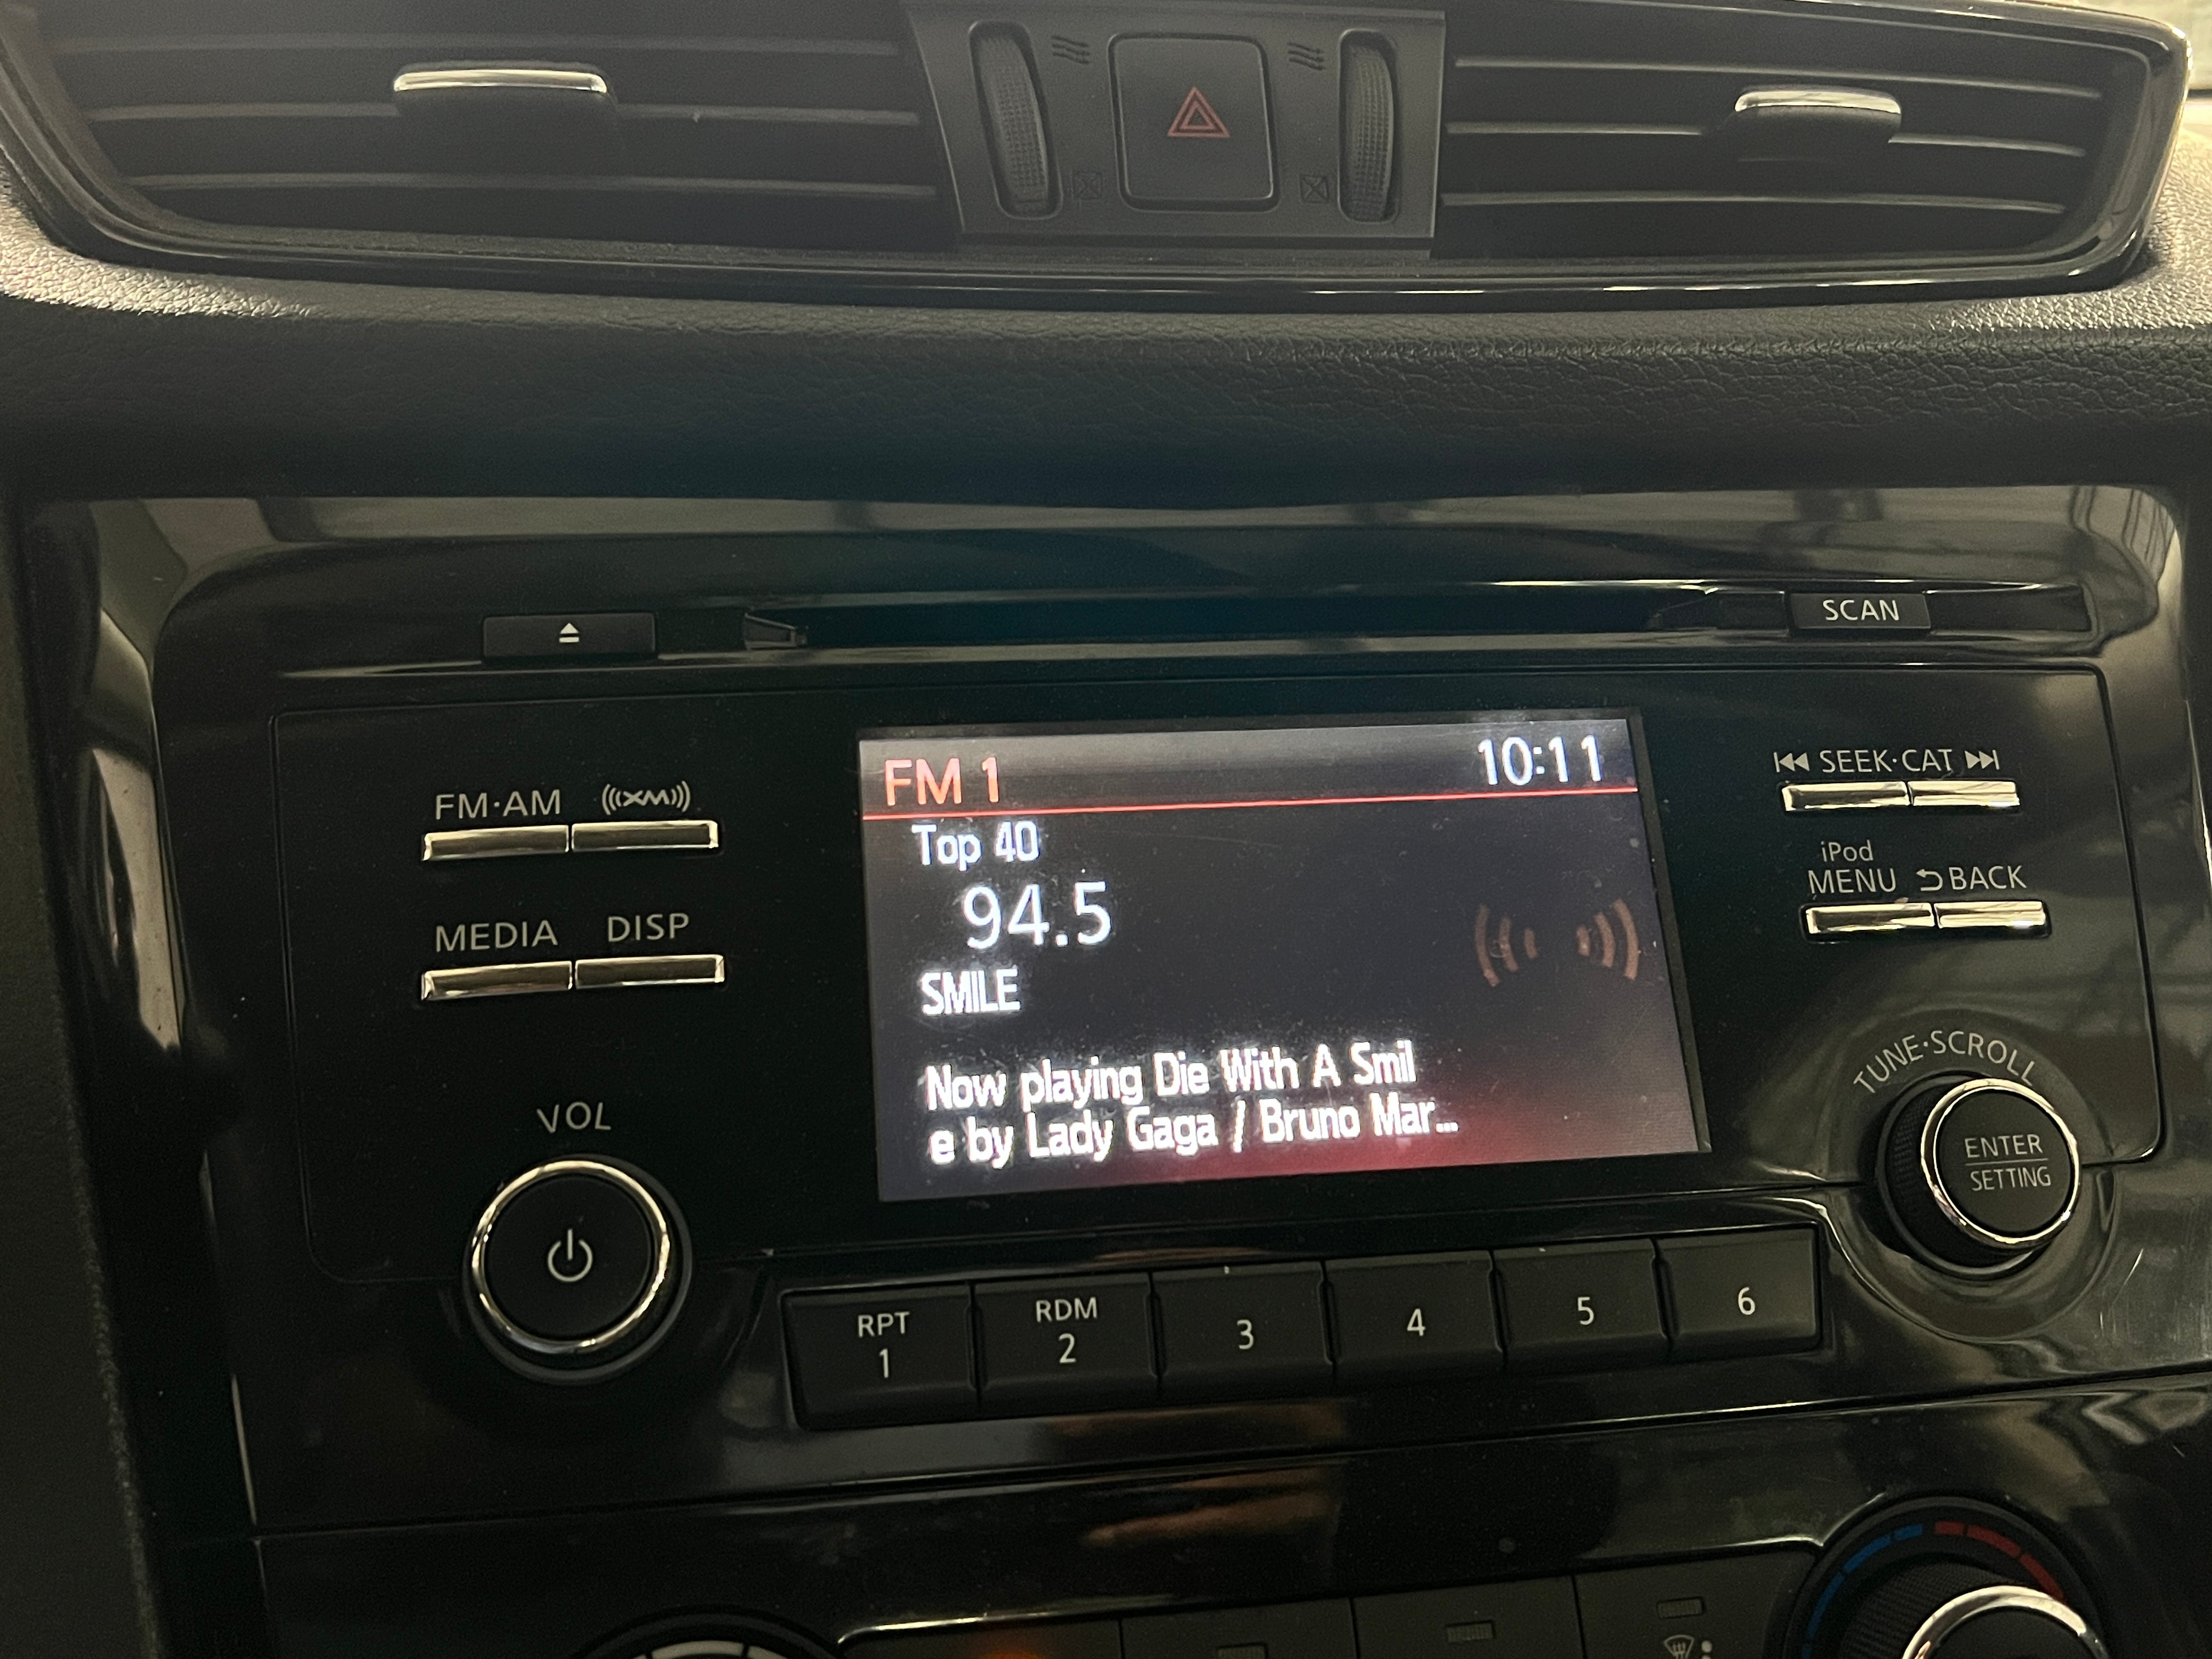 SCAN
FM·AM XM
MEDIA DISP
VOL
FM 1 10:11
Top 40
94.5
SMILE
Now playing Die With A Smil
e by Lady Gaga / Bruno Mar...
SEEK·CAT
iPod
MENU BACK
TUNE·SCROLL
ENTER
SETTING
RPT
1
RDM
2
3
4
5
6